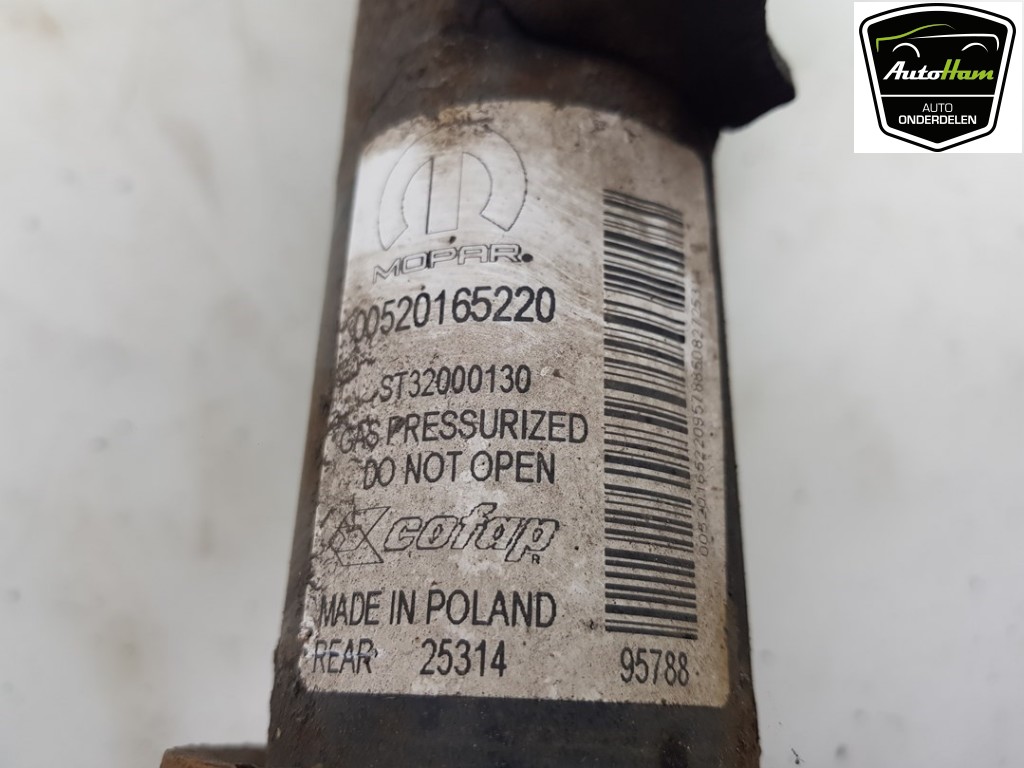 AutoHam
AUTO
ONDERDELEN
MOPAR
00520165220
ST32000130
GAS PRESSURIZED
DO NOT OPEN
cofap
R
MADE IN POLAND
REAR 25314
95788